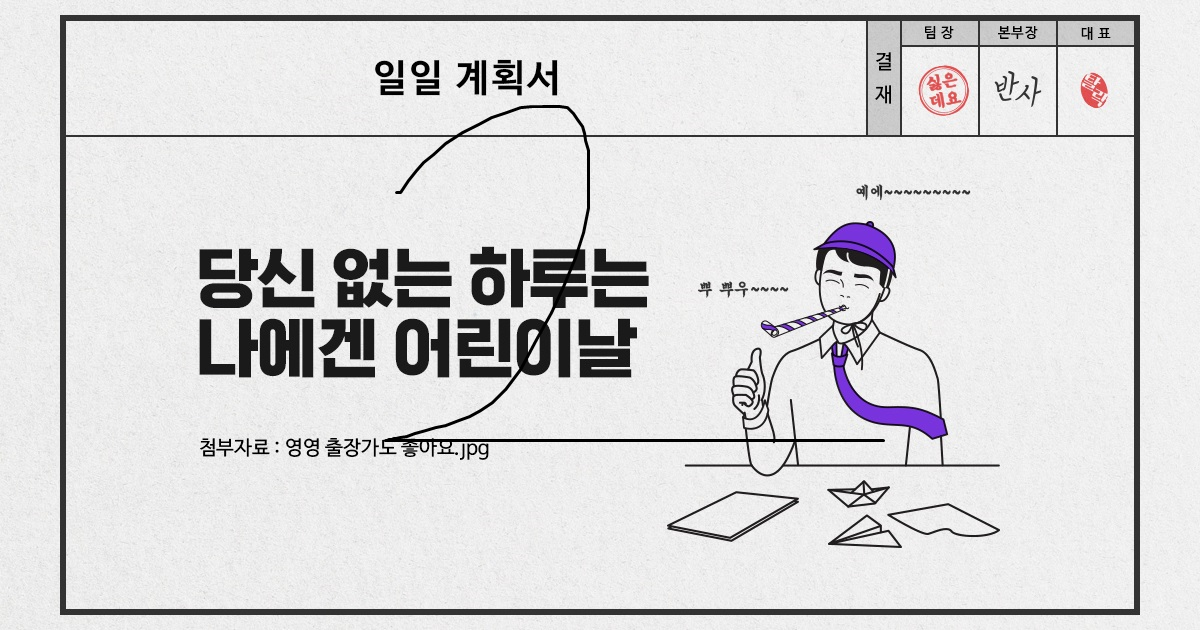 일일 계획서
결재
팀장 본부장 대표
싫은데요 반사
예에~~~~~~~~~
뿌 뿌우~~~~
당신 없는 하루는
나에겐 어린이날
첨부자료 : 영영 출장가도 좋아요.jpg
2